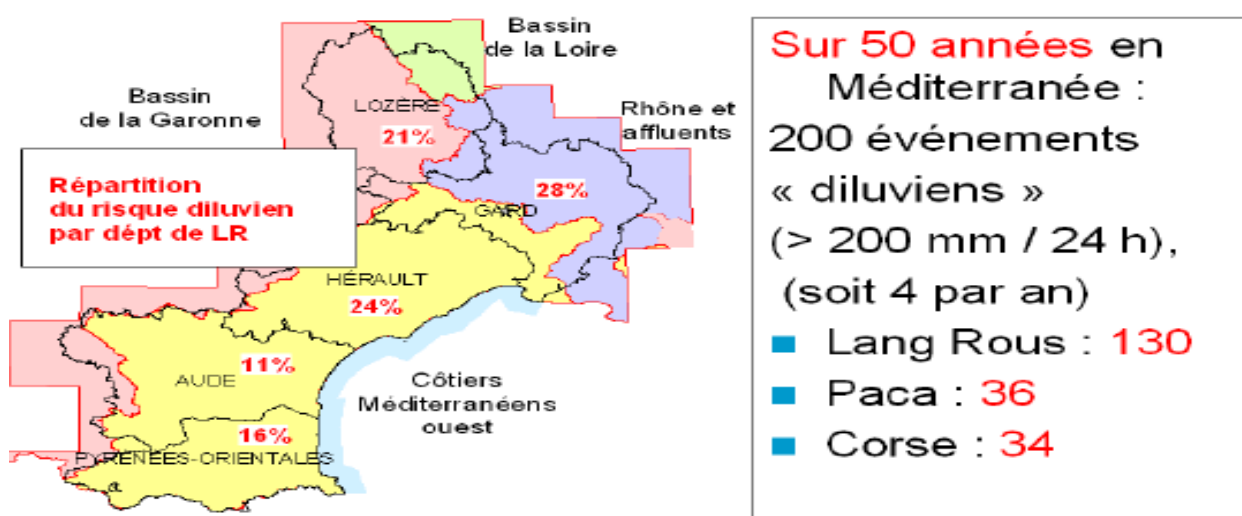 Bassin
de la Loire
Bassin
de la Garonne
LOZÈRE
21%
Rhône et
affluents
28%
GARD
Répartition
du risque diluvien
par dépt de LR
HÉRAULT
24%
11%
AUDE
Côtiers
Méditerranéens
ouest
16%
PYRÉNÉES-ORIENTALES
Sur 50 années en
Méditerranée :
200 événements
« diluviens »
(> 200 mm / 24 h),
(soit 4 par an)
Lang Rous : 130
Paca : 36
Corse : 34